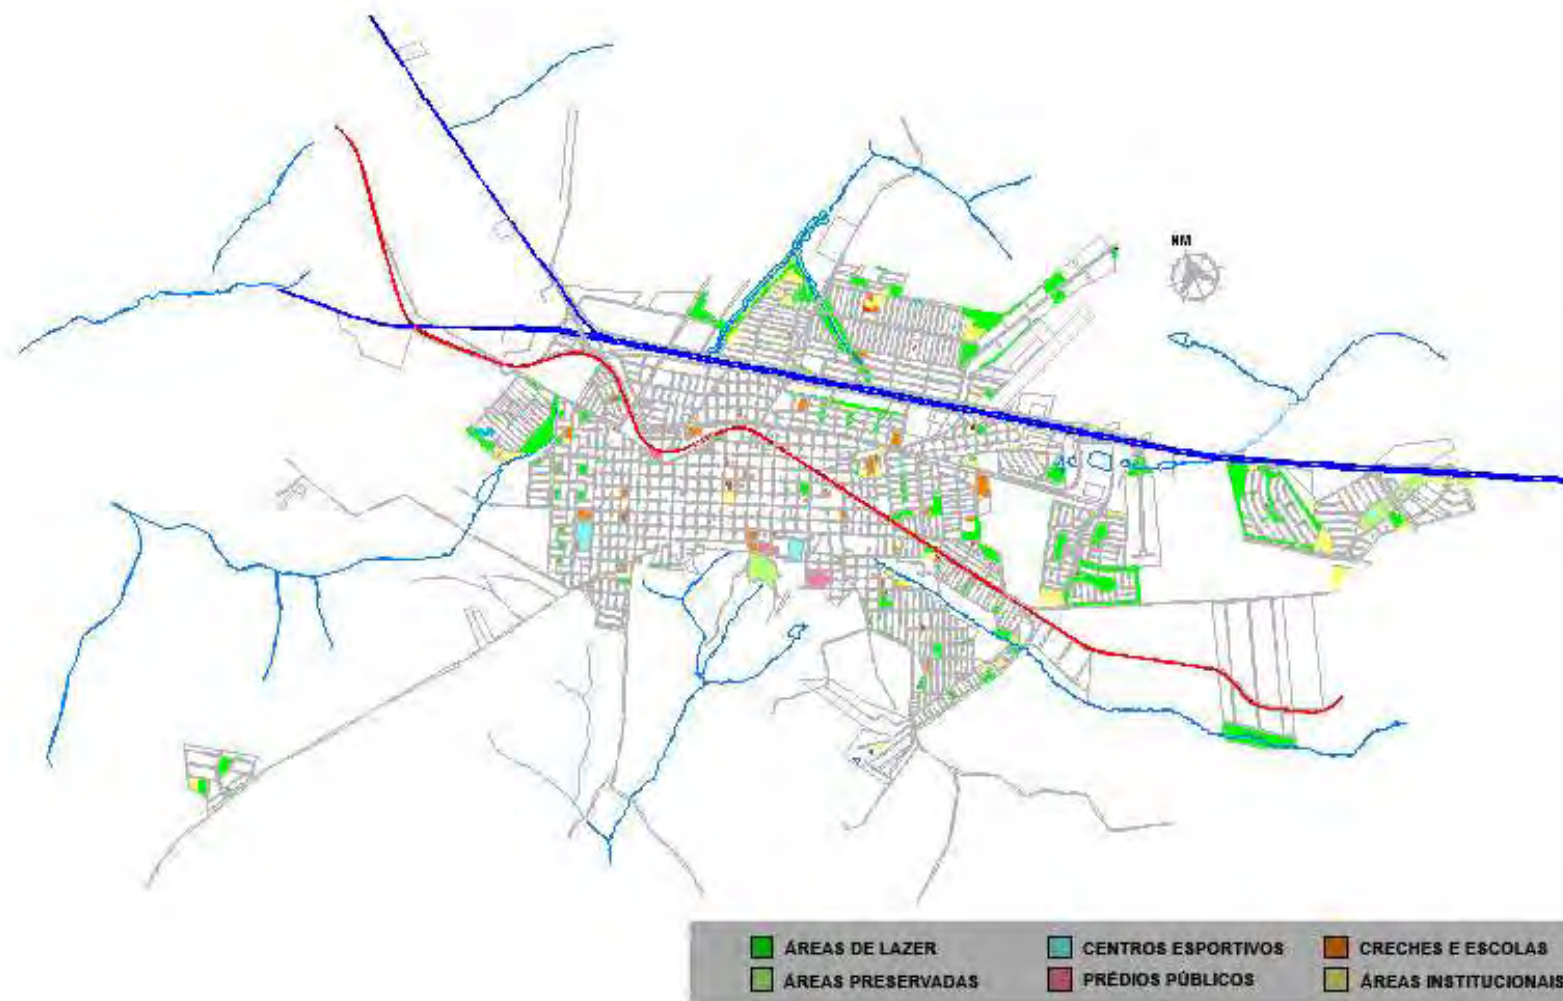 NM
ÁREAS DE LAZER
CENTROS ESPORTIVOS
CRECHES E ESCOLAS
ÁREAS PRESERVADAS
PRÉDIOS PÚBLICOS
ÁREAS INSTITUCIONAIS